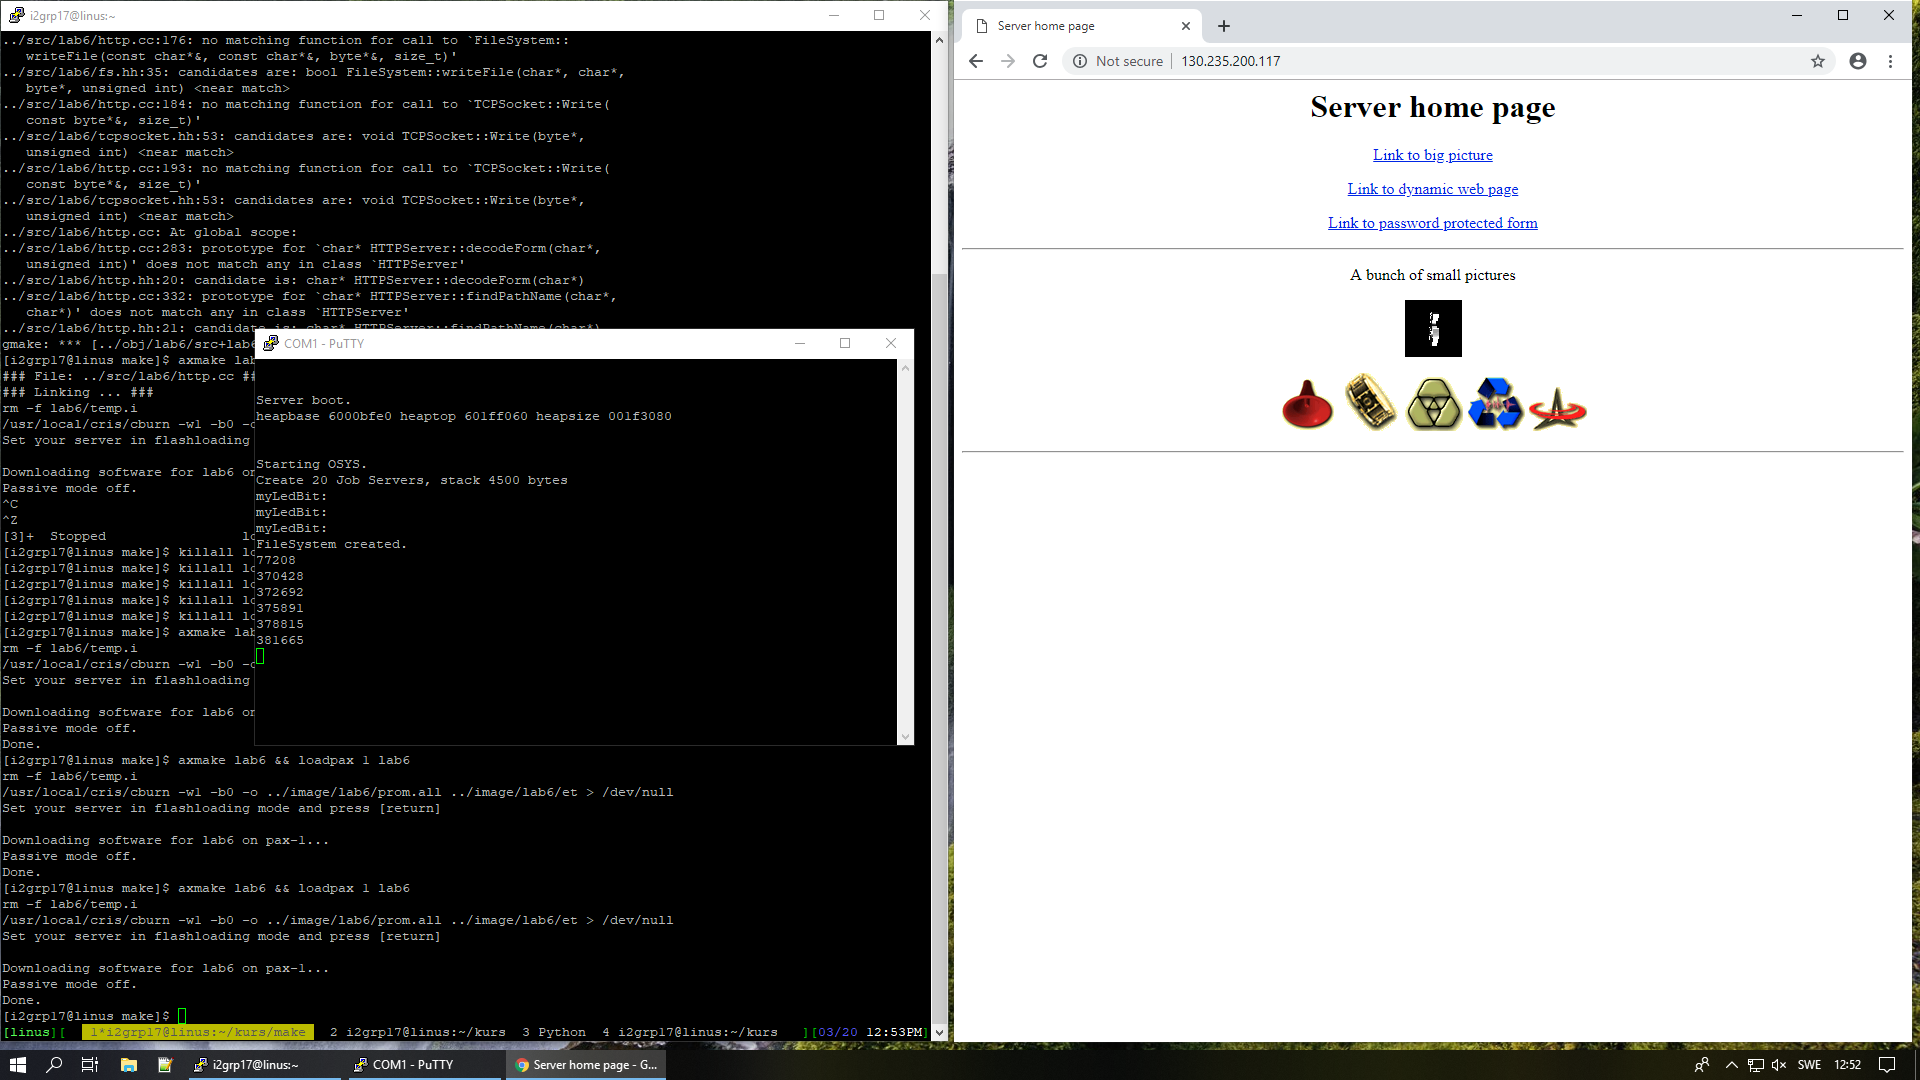 i2grp17@linus:~
../src/lab6/http.cc:176: no matching function for call to `FileSystem::
writeFile(const char*&, const char*&, byte*&, size_t)'
../src/lab6/fs.hh:35: candidates are: bool FileSystem::writeFile(char*, char*,
byte*, unsigned int) <near match>
../src/lab6/http.cc:184: no matching function for call to `TCPSocket::Write(
const byte*&, size_t)'
../src/lab6/tcpsocket.hh:53: candidates are: void TCPSocket::Write(byte*,
unsigned int) <near match>
../src/lab6/http.cc:193: no matching function for call to `TCPSocket::Write(
const byte*&, size_t)'
../src/lab6/tcpsocket.hh:53: candidates are: void TCPSocket::Write(byte*,
unsigned int) <near match>
../src/lab6/http.cc: At global scope:
../src/lab6/http.cc:283: prototype for `char* HTTPServer::decodeForm(char*,
unsigned int)' does not match any in class `HTTPServer'
../src/lab6/http.hh:20: candidate is: char* HTTPServer::decodeForm(char*)
../src/lab6/http.cc:332: prototype for `char* HTTPServer::findPathName(char*,
char*)' does not match any in class `HTTPServer'
../src/lab6/http.hh:21: candidate is: char* HTTPServer::findPathName(char*)
gmake: *** [../obj/lab6/src+lab6
[i2grp17@linus make]$ axmake lab
### File: ../src/lab6/http.cc ##
### Linking ... ###
rm -f lab6/temp.i
/usr/local/cris/cburn -w1 -b0 -o
Set your server in flashloading
Downloading software for lab6 on
Passive mode off.
^C
^Z
[3]+  Stopped                 lo
[i2grp17@linus make]$ killall lo
[i2grp17@linus make]$ killall lo
[i2grp17@linus make]$ killall lo
[i2grp17@linus make]$ killall lo
[i2grp17@linus make]$ killall lo
[i2grp17@linus make]$ axmake lab
rm -f lab6/temp.i
/usr/local/cris/cburn -w1 -b0 -o
Set your server in flashloading
Downloading software for lab6 on
Passive mode off.
Done.
[i2grp17@linus make]$ axmake lab6 && loadpax 1 lab6
rm -f lab6/temp.i
/usr/local/cris/cburn -w1 -b0 -o ../image/lab6/prom.all ../image/lab6/et > /dev/null
Set your server in flashloading mode and press [return]
Downloading software for lab6 on pax-1...
Passive mode off.
Done.
[i2grp17@linus make]$ axmake lab6 && loadpax 1 lab6
rm -f lab6/temp.i
/usr/local/cris/cburn -w1 -b0 -o ../image/lab6/prom.all ../image/lab6/et > /dev/null
Set your server in flashloading mode and press [return]
Downloading software for lab6 on pax-1...
Passive mode off.
Done.
[i2grp17@linus make]$
[linus][  1*i2grp17@linus:~/kurs/make  2 i2grp17@linus:~/kurs  3 Python  4 i2grp17@linus:~/kurs  ][03/20 12:53PM]
COM1 - PuTTY
Server boot.
heapbase 6000bfe0 heaptop 601ff060 heapsize 001f3080
Starting OSYS.
Create 20 Job Servers, stack 4500 bytes
myLedBit:
myLedBit:
myLedBit:
FileSystem created.
77208
370428
372692
375891
378815
381665
Server home page
Not secure | 130.235.200.117
Server home page
Link to big picture
Link to dynamic web page
Link to password protected form
A bunch of small pictures
i2grp17@linus:~
COM1 - PuTTY
Server home page - G...
SWE
12:52